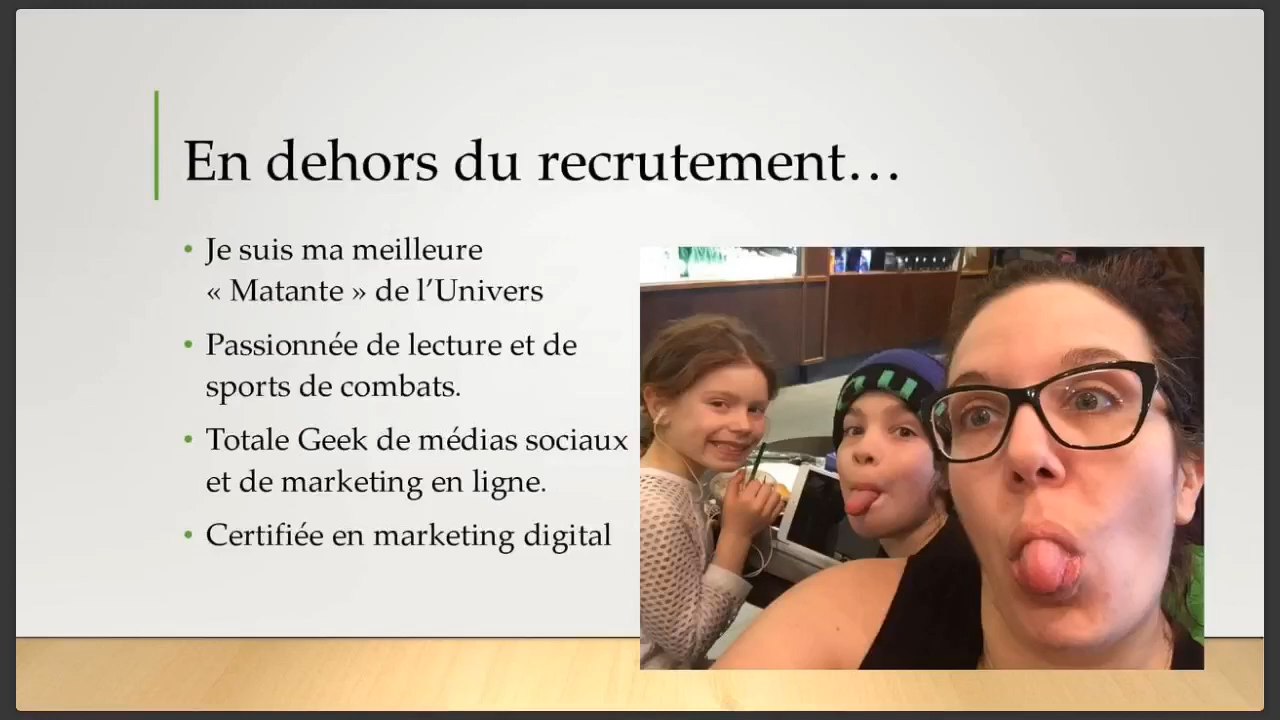 En dehors du recrutement…
• Je suis ma meilleure
« Matante » de l’Univers
• Passionnée de lecture et de
sports de combats.
• Totale Geek de médias sociaux
et de marketing en ligne.
• Certifiée en marketing digital